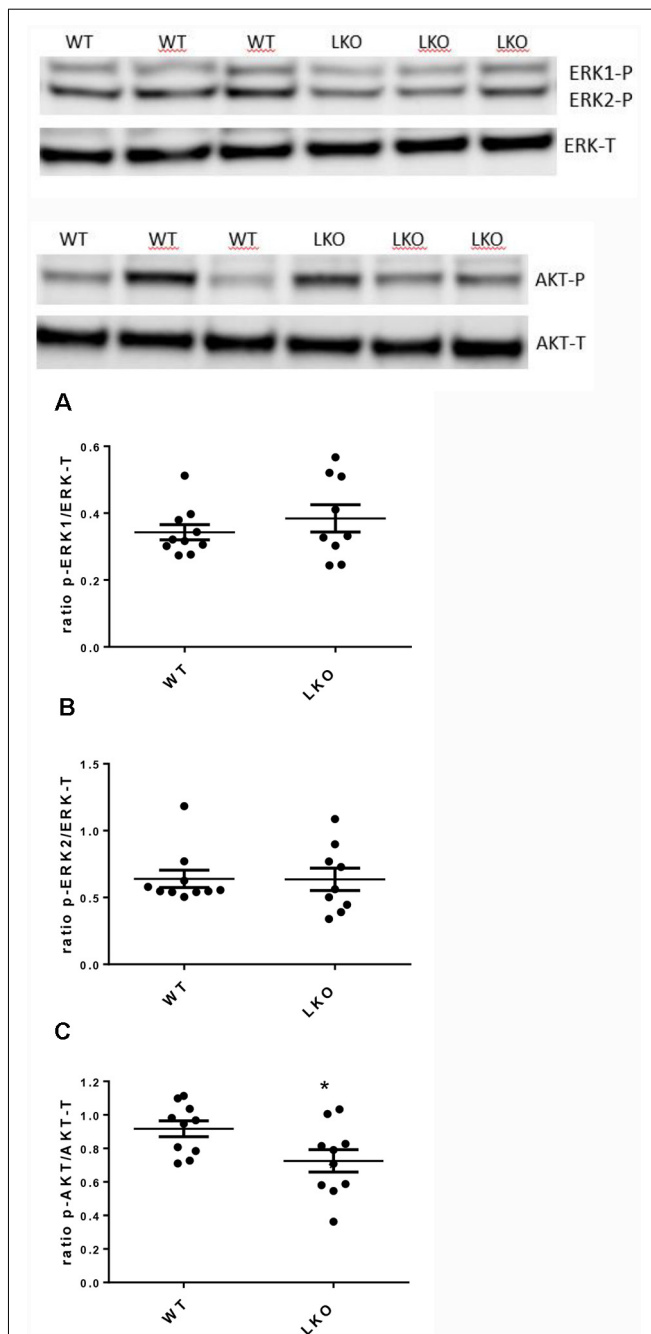 WT WT WT LKO LKO LKO
ERK1-P
ERK2-P
ERK-T
WT WT WT LKO LKO LKO
AKT-P
AKT-T
A
ratio p-ERK1/ERK-T
0.6
0.4
0.2
0.0
WT LKO
B
ratio p-ERK2/ERK-T
1.5
1.0
0.5
0.0
WT LKO
C
ratio p-AKT/AKT-T
1.2
1.0
0.8
0.6
0.4
0.2
0.0
*
WT LKO